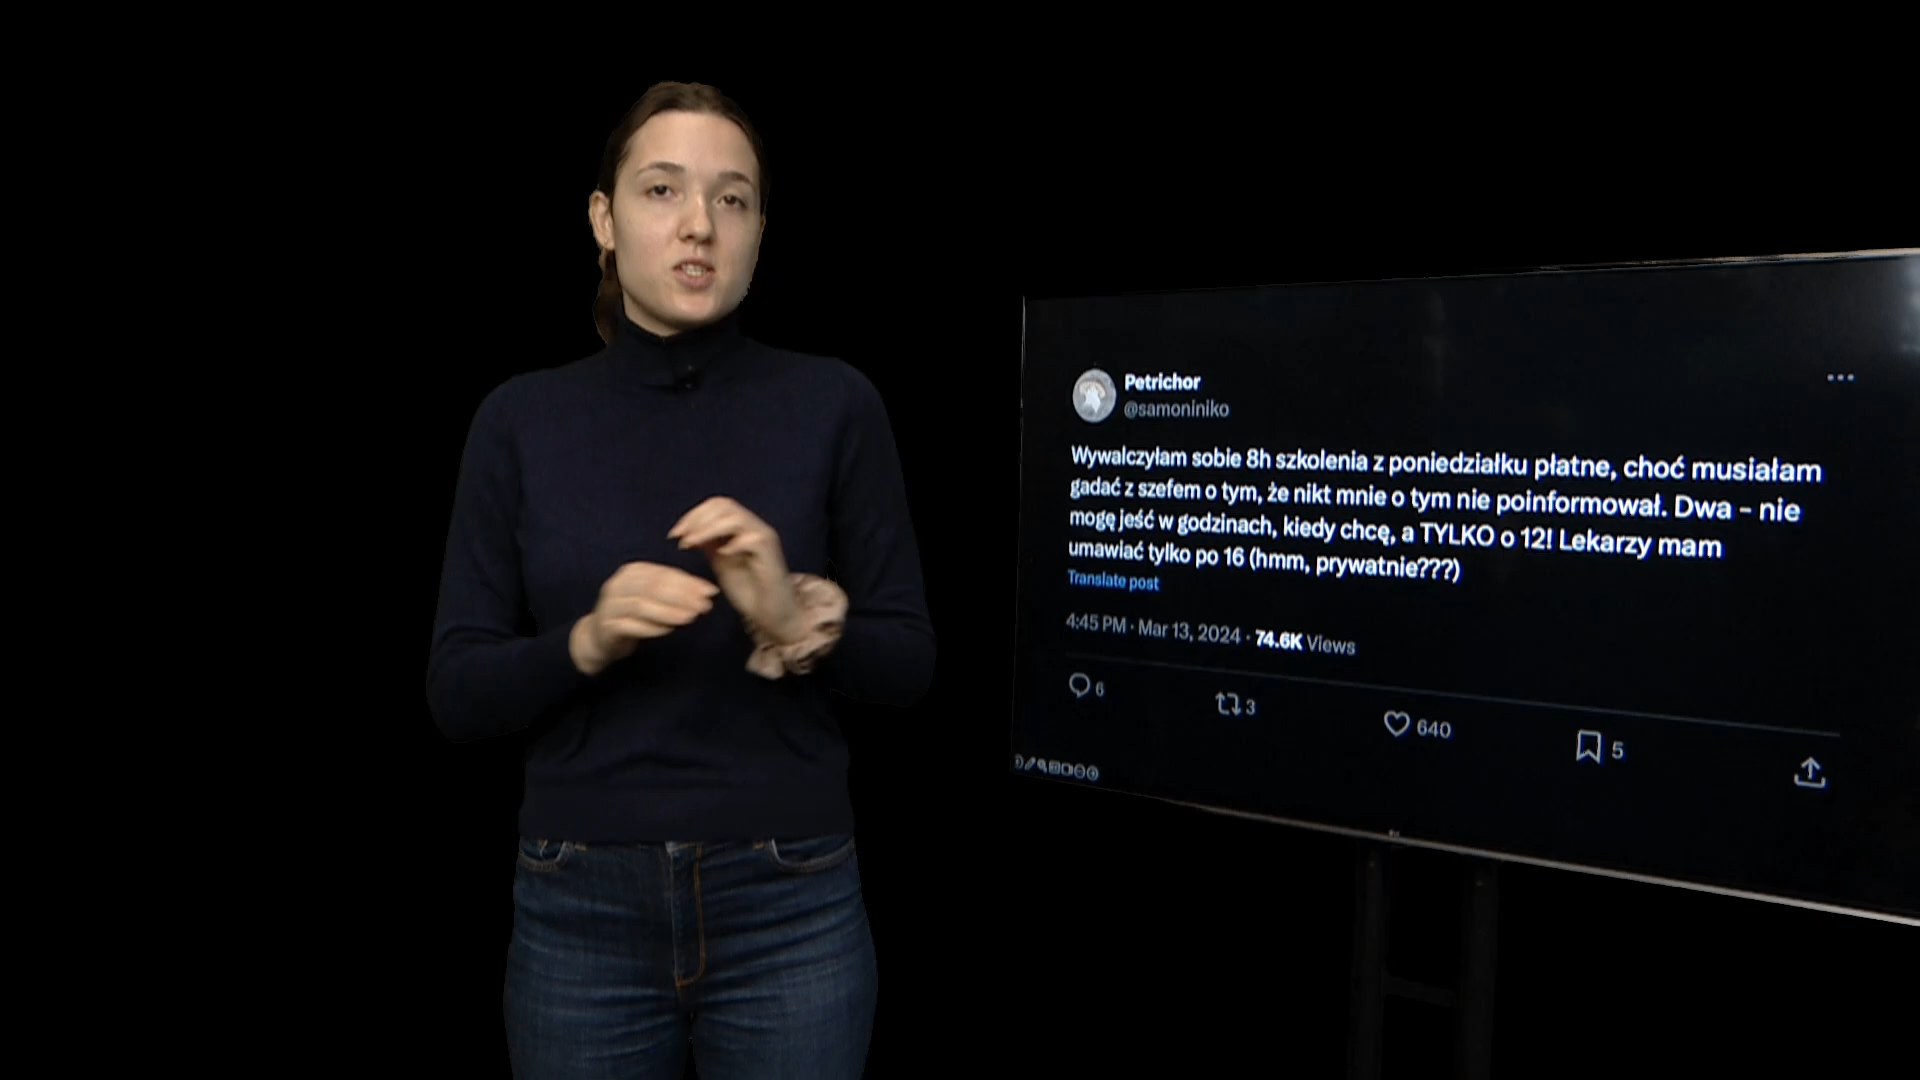 Petrichor
@samoniniko
Wywalczyłam sobie 8h szkolenia z poniedziałku płatne, choć musiałam
gadać z szefem o tym, że nikt mnie o tym nie poinformował. Dwa – nie
mogę jeść w godzinach, kiedy chcę, a TYLKO o 12! Lekarzy mam
umawiać tylko po 16 (hmm, prywatnie???)
Translate post
4:45 PM · Mar 13, 2024 · 74.6K Views
6 3 640 5